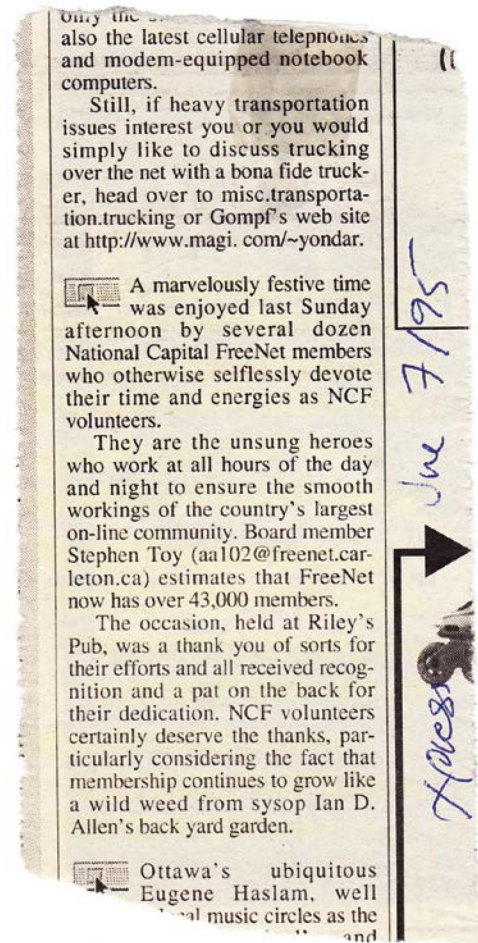 only the
also the latest cellular telephones
and modem-equipped notebook
computers.
Still, if heavy transportation
issues interest you or you would
simply like to discuss trucking
over the net with a bona fide truck-
er, head over to misc.transporta-
tion.trucking or Gompf's web site
at http://www.magi. com/~yondar.
A marvelously festive time
was enjoyed last Sunday
afternoon by several dozen
National Capital FreeNet members
who otherwise selflessly devote
their time and energies as NCF
volunteers.
They are the unsung heroes
who work at all hours of the day
and night to ensure the smooth
workings of the country's largest
on-line community. Board member
Stephen Toy (aa102@freenet.car-
leton.ca) estimates that FreeNet
now has over 43,000 members.
The occasion, held at Riley's
Pub, was a thank you of sorts for
their efforts and all received recog-
nition and a pat on the back for
their dedication. NCF volunteers
certainly deserve the thanks, par-
ticularly considering the fact that
membership continues to grow like
a wild weed from sysop Ian D.
Allen's back yard garden.
Ottawa's ubiquitous
Eugene Haslam, well
music circles as the
and
June 7/95